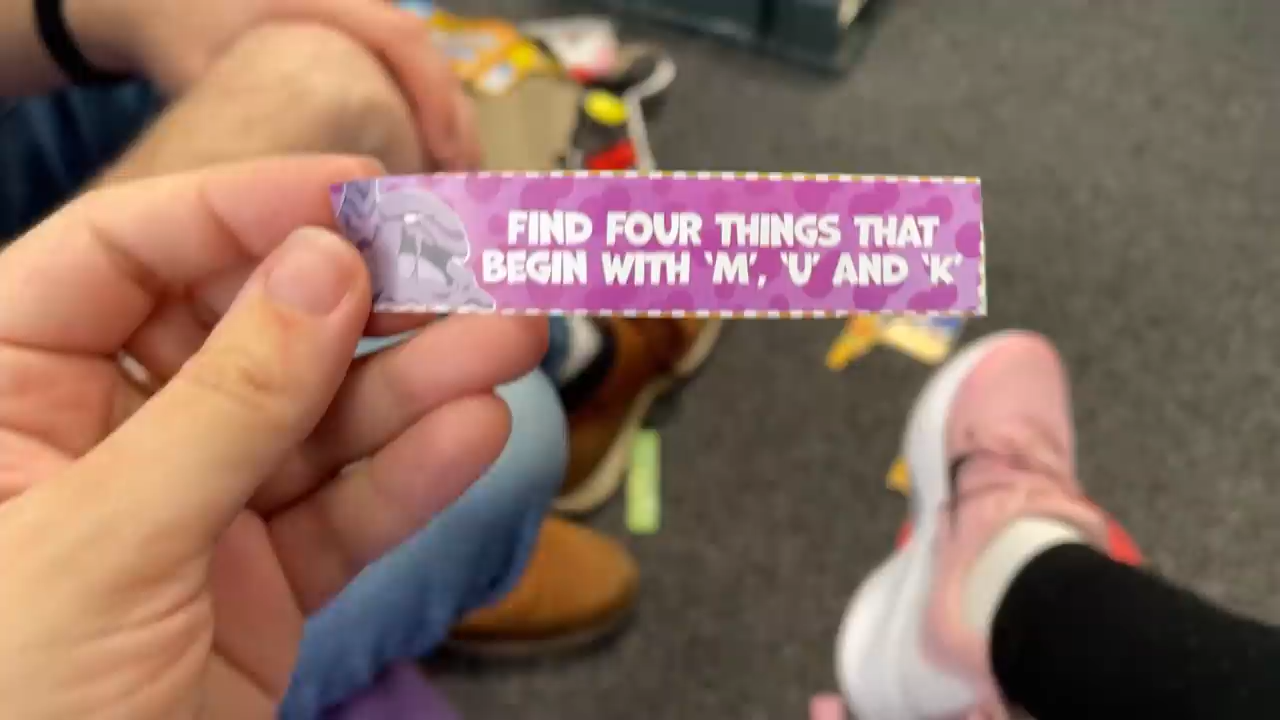 FIND FOUR THINGS THAT
BEGIN WITH ‘M’, ‘U’ AND ‘K’